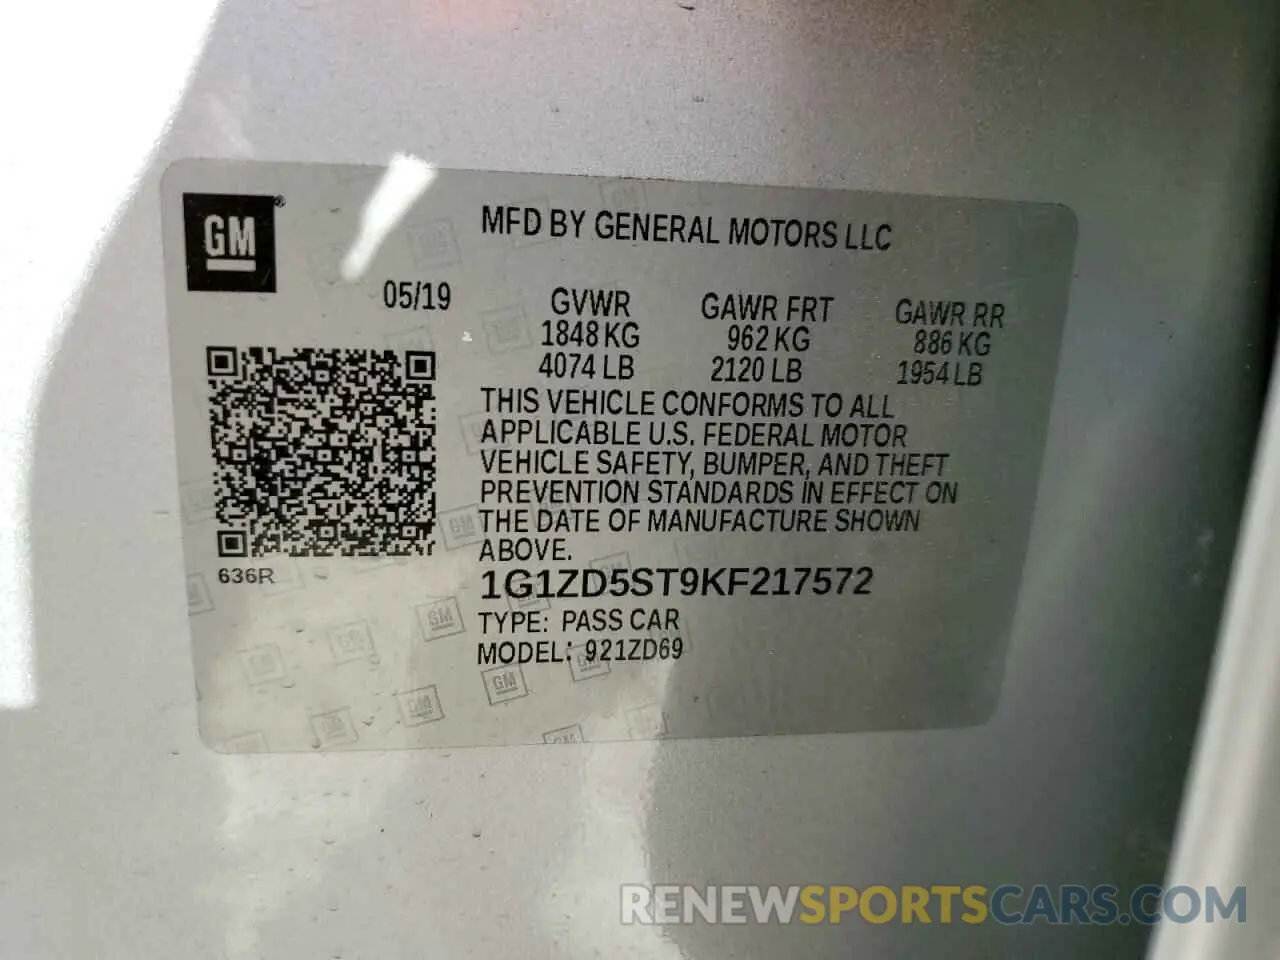 GM®
MFD BY GENERAL MOTORS LLC
05/19
GVWR GAWR FRT GAWR RR
1848 KG 962 KG 886 KG
4074 LB 2120 LB 1954 LB
THIS VEHICLE CONFORMS TO ALL
APPLICABLE U.S. FEDERAL MOTOR
VEHICLE SAFETY, BUMPER, AND THEFT
PREVENTION STANDARDS IN EFFECT ON
THE DATE OF MANUFACTURE SHOWN
ABOVE.
636R
1G1ZD5ST9KF217572
TYPE: PASS CAR
MODEL: 921ZD69
RENEWSPORTSCARS.COM